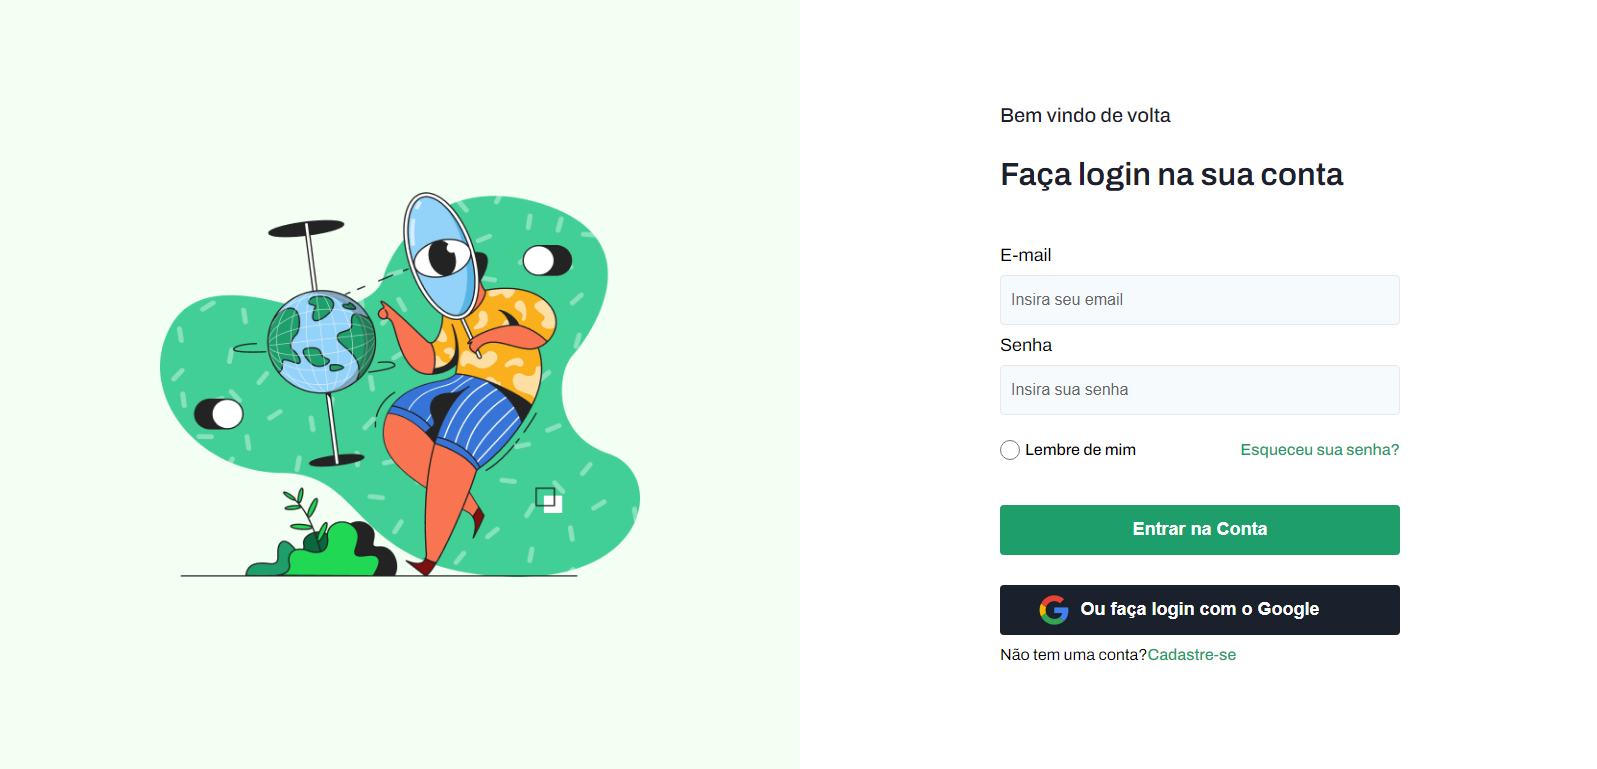 Bem vindo de volta
Faça login na sua conta
E-mail
Insira seu email
Senha
Insira sua senha
Lembre de mim Esqueceu sua senha?
Entrar na Conta
Ou faça login com o Google
Não tem uma conta?Cadastre-se